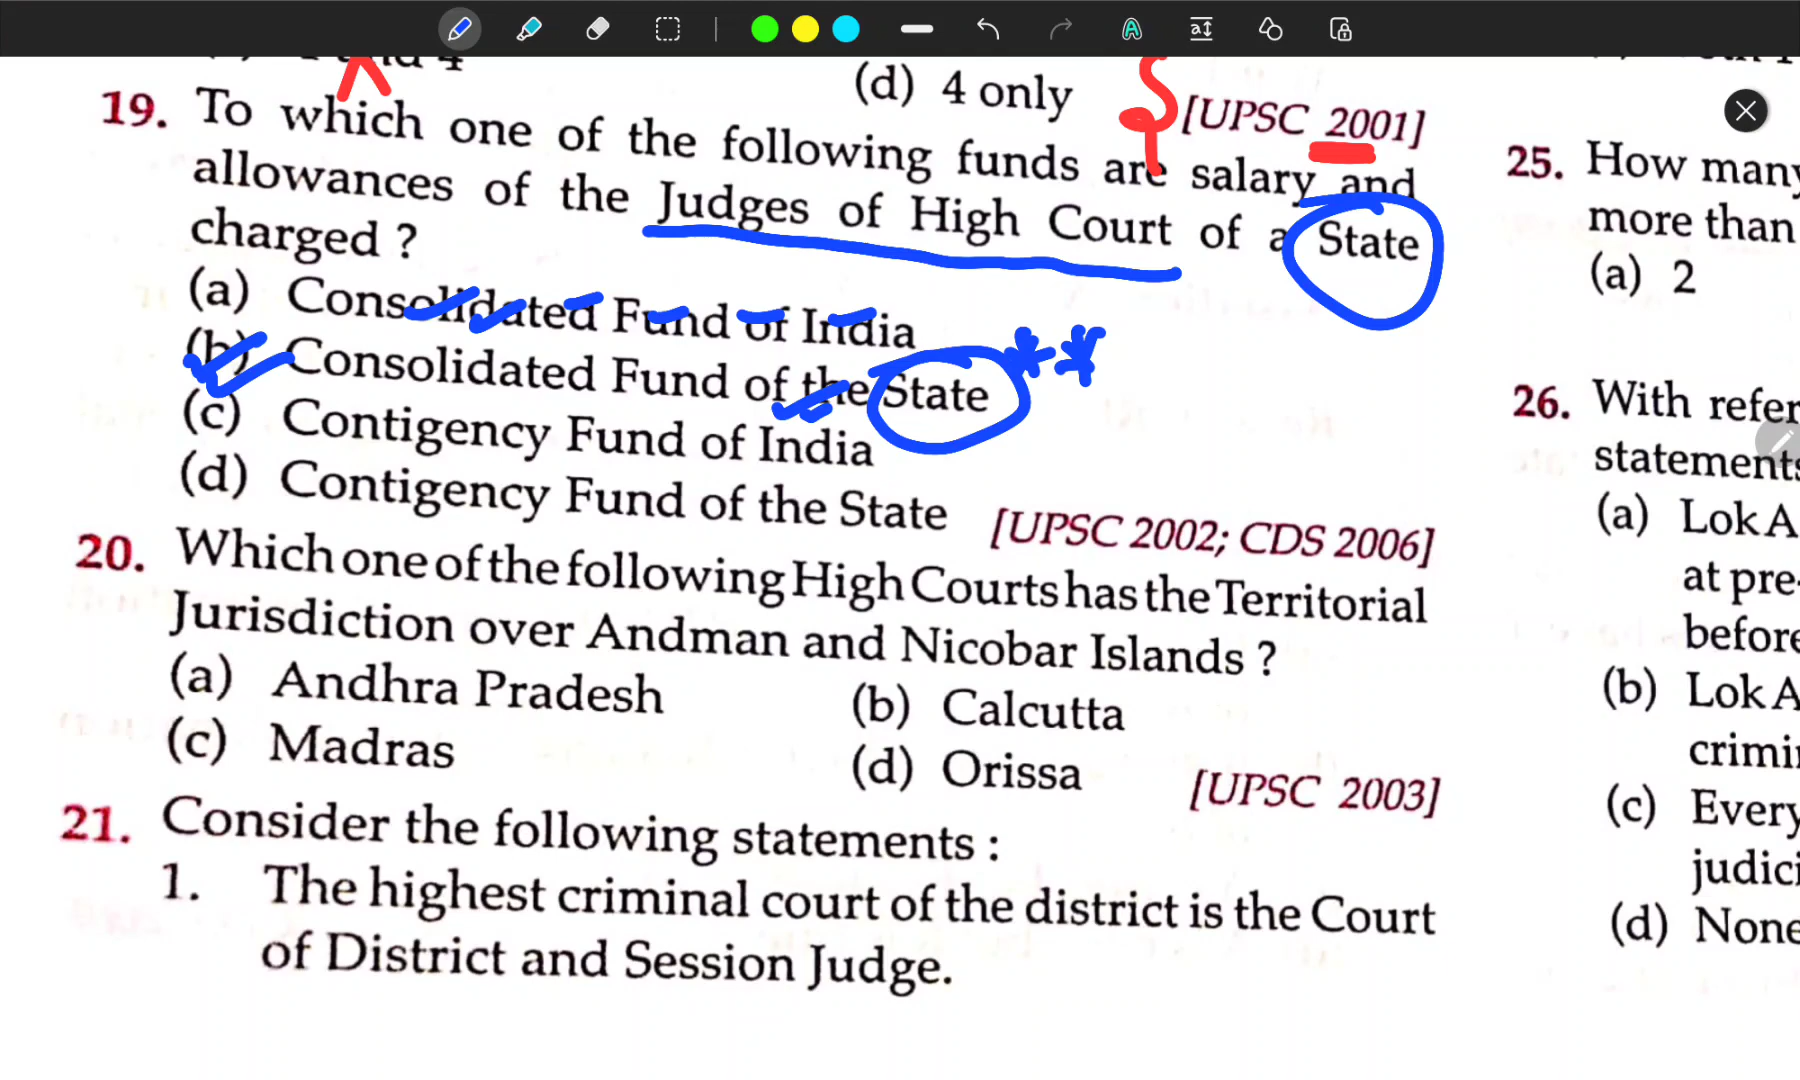 (d) 4 only
[UPSC 2001]
19. To which one of the following funds are salary and
allowances of the Judges of High Court of a State
charged ?
(a) Consolidated Fund of India
(b) Consolidated Fund of the State
(c) Contigency Fund of India
(d) Contigency Fund of the State
[UPSC 2002; CDS 2006]
20. Which one of the following High Courts has the Territorial
Jurisdiction over Andman and Nicobar Islands ?
(a) Andhra Pradesh
(b) Calcutta
(c) Madras
(d) Orissa
[UPSC 2003]
21. Consider the following statements :
1. The highest criminal court of the district is the Court
of District and Session Judge.
25. How many
more than
(a) 2
26. With refer
statements
(a) Lok A
at pre-
before
(b) Lok A
crimi
(c) Every
judici
(d) None